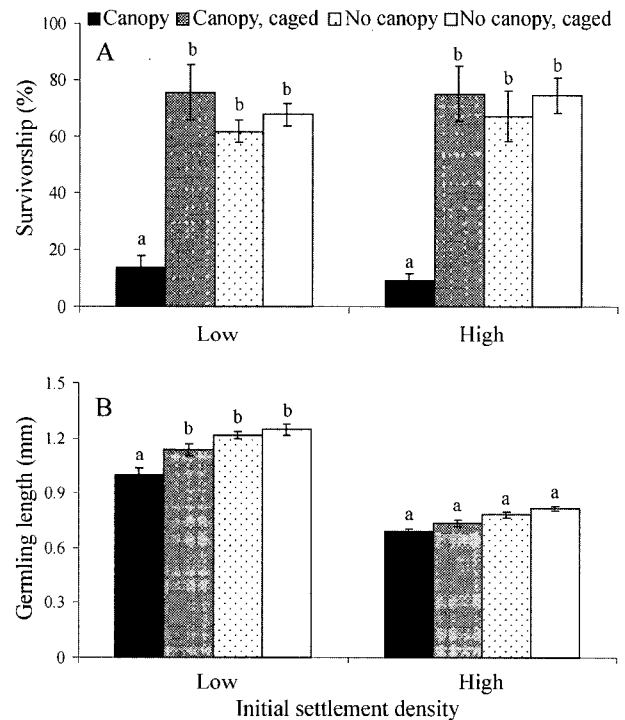 Canopy Canopy, caged No canopy No canopy, caged
A
Survivorship (%)
100
80
60
40
20
0
a b b b
a b b b
Low High
B
Germling length (mm)
1.5
1.2
0.9
0.6
0.3
0
a b b b
a a a a
Low High
Initial settlement density